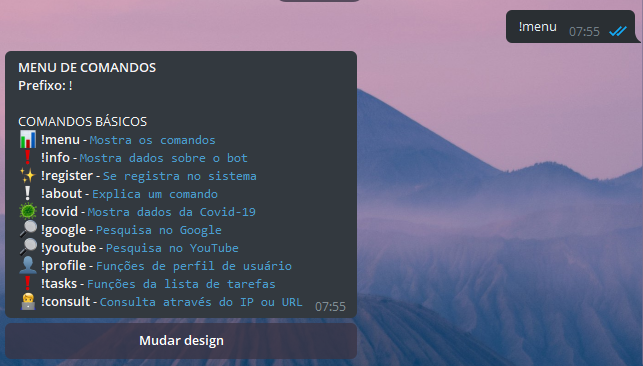 !menu 07:55
MENU DE COMANDOS
Prefixo: !
COMANDOS BÁSICOS
!menu - Mostra os comandos
!info - Mostra dados sobre o bot
!register - Se registra no sistema
!about - Explica um comando
!covid - Mostra dados da Covid-19
!google - Pesquisa no Google
!youtube - Pesquisa no YouTube
!profile - Funções de perfil de usuário
!tasks - Funções da lista de tarefas
!consult - Consulta através do IP ou URL 07:55
Mudar design